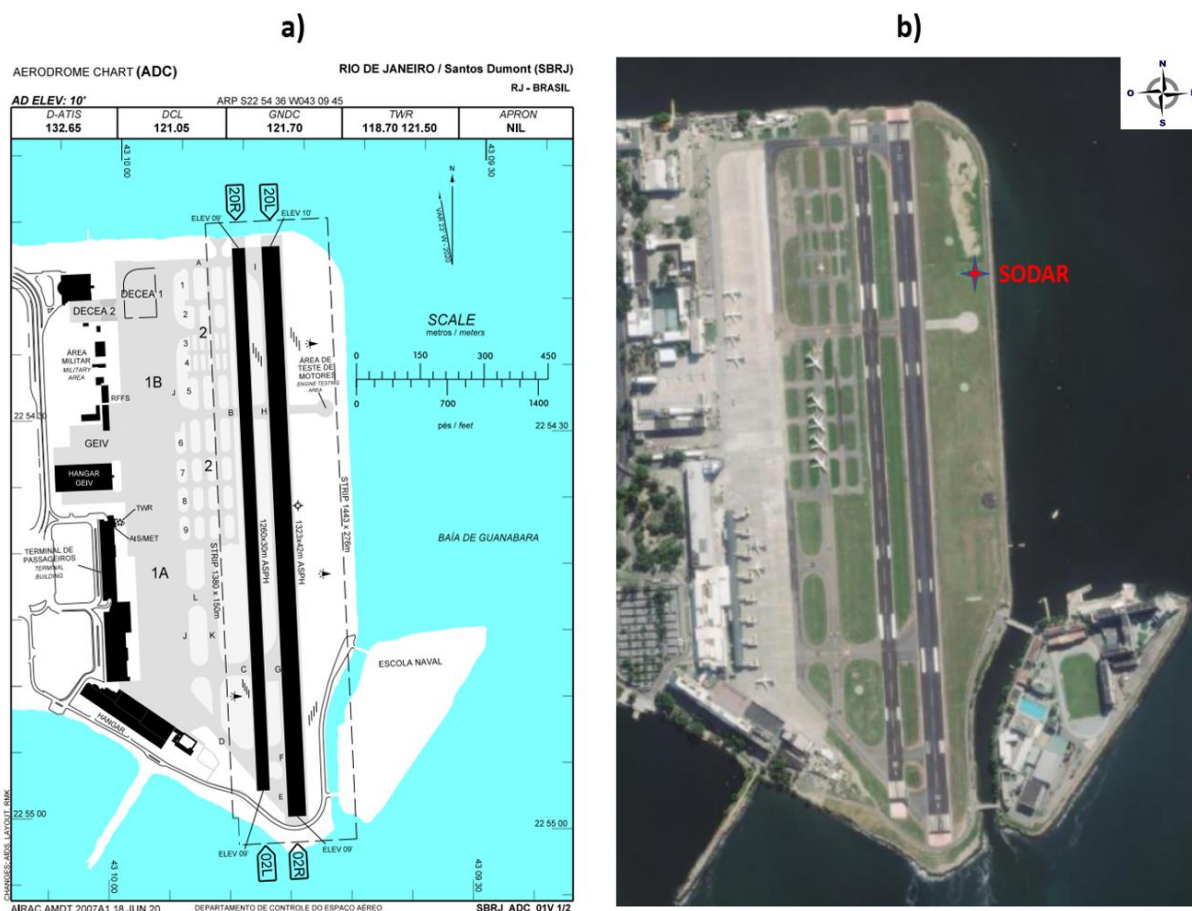 a)
b)
AERODROME CHART (ADC)
RIO DE JANEIRO / Santos Dumont (SBRJ)
RJ - BRASIL
AD ELEV: 10'
ARP S22 54 36 W043 09 45
D-ATIS
132.65
DCL
121.05
GNDC
121.70
TWR
118.70 121.50
APRON
NIL
43 10 00
43 09 30
N
20R
20L
ELEV 09'
ELEV 10'
A
I
DECEA 1
1
DECEA 2
2
2
3
ÁREA
MILITAR
MILITARY
AREA
4
1B
J
5
RFFS
B
H
ÁREA DE
TESTE DE
MOTORES
ENGINE TESTING
AREA
SCALE
metros / meters
0
150
300
450
0
700
1400
pés / feet
22 54 30
22 54 30
GEIV
6
2
7
HANGAR
GEIV
8
TWR
9
AIS/MET
TERMINAL DE
PASSAGEIROS
TERMINAL
BUILDING
1A
STRIP 1380 x 150m
1260x30m ASPH
1323x42m ASPH
STRIP 1443 x 276m
BAÍA DE GUANABARA
L
J
K
C
G
ESCOLA NAVAL
HANGAR
D
F
E
22 55 00
22 55 00
ELEV 09'
ELEV 09'
02L
02R
43 10 00
43 09 30
CHANGES: AIDS, LAYOUT, RMK
AIRAC AMDT 2007A1 18 JUN 20
DEPARTAMENTO DE CONTROLE DO ESPAÇO AÉREO
SBRJ_ADC_01V 1/2
N
O
L
S
SODAR